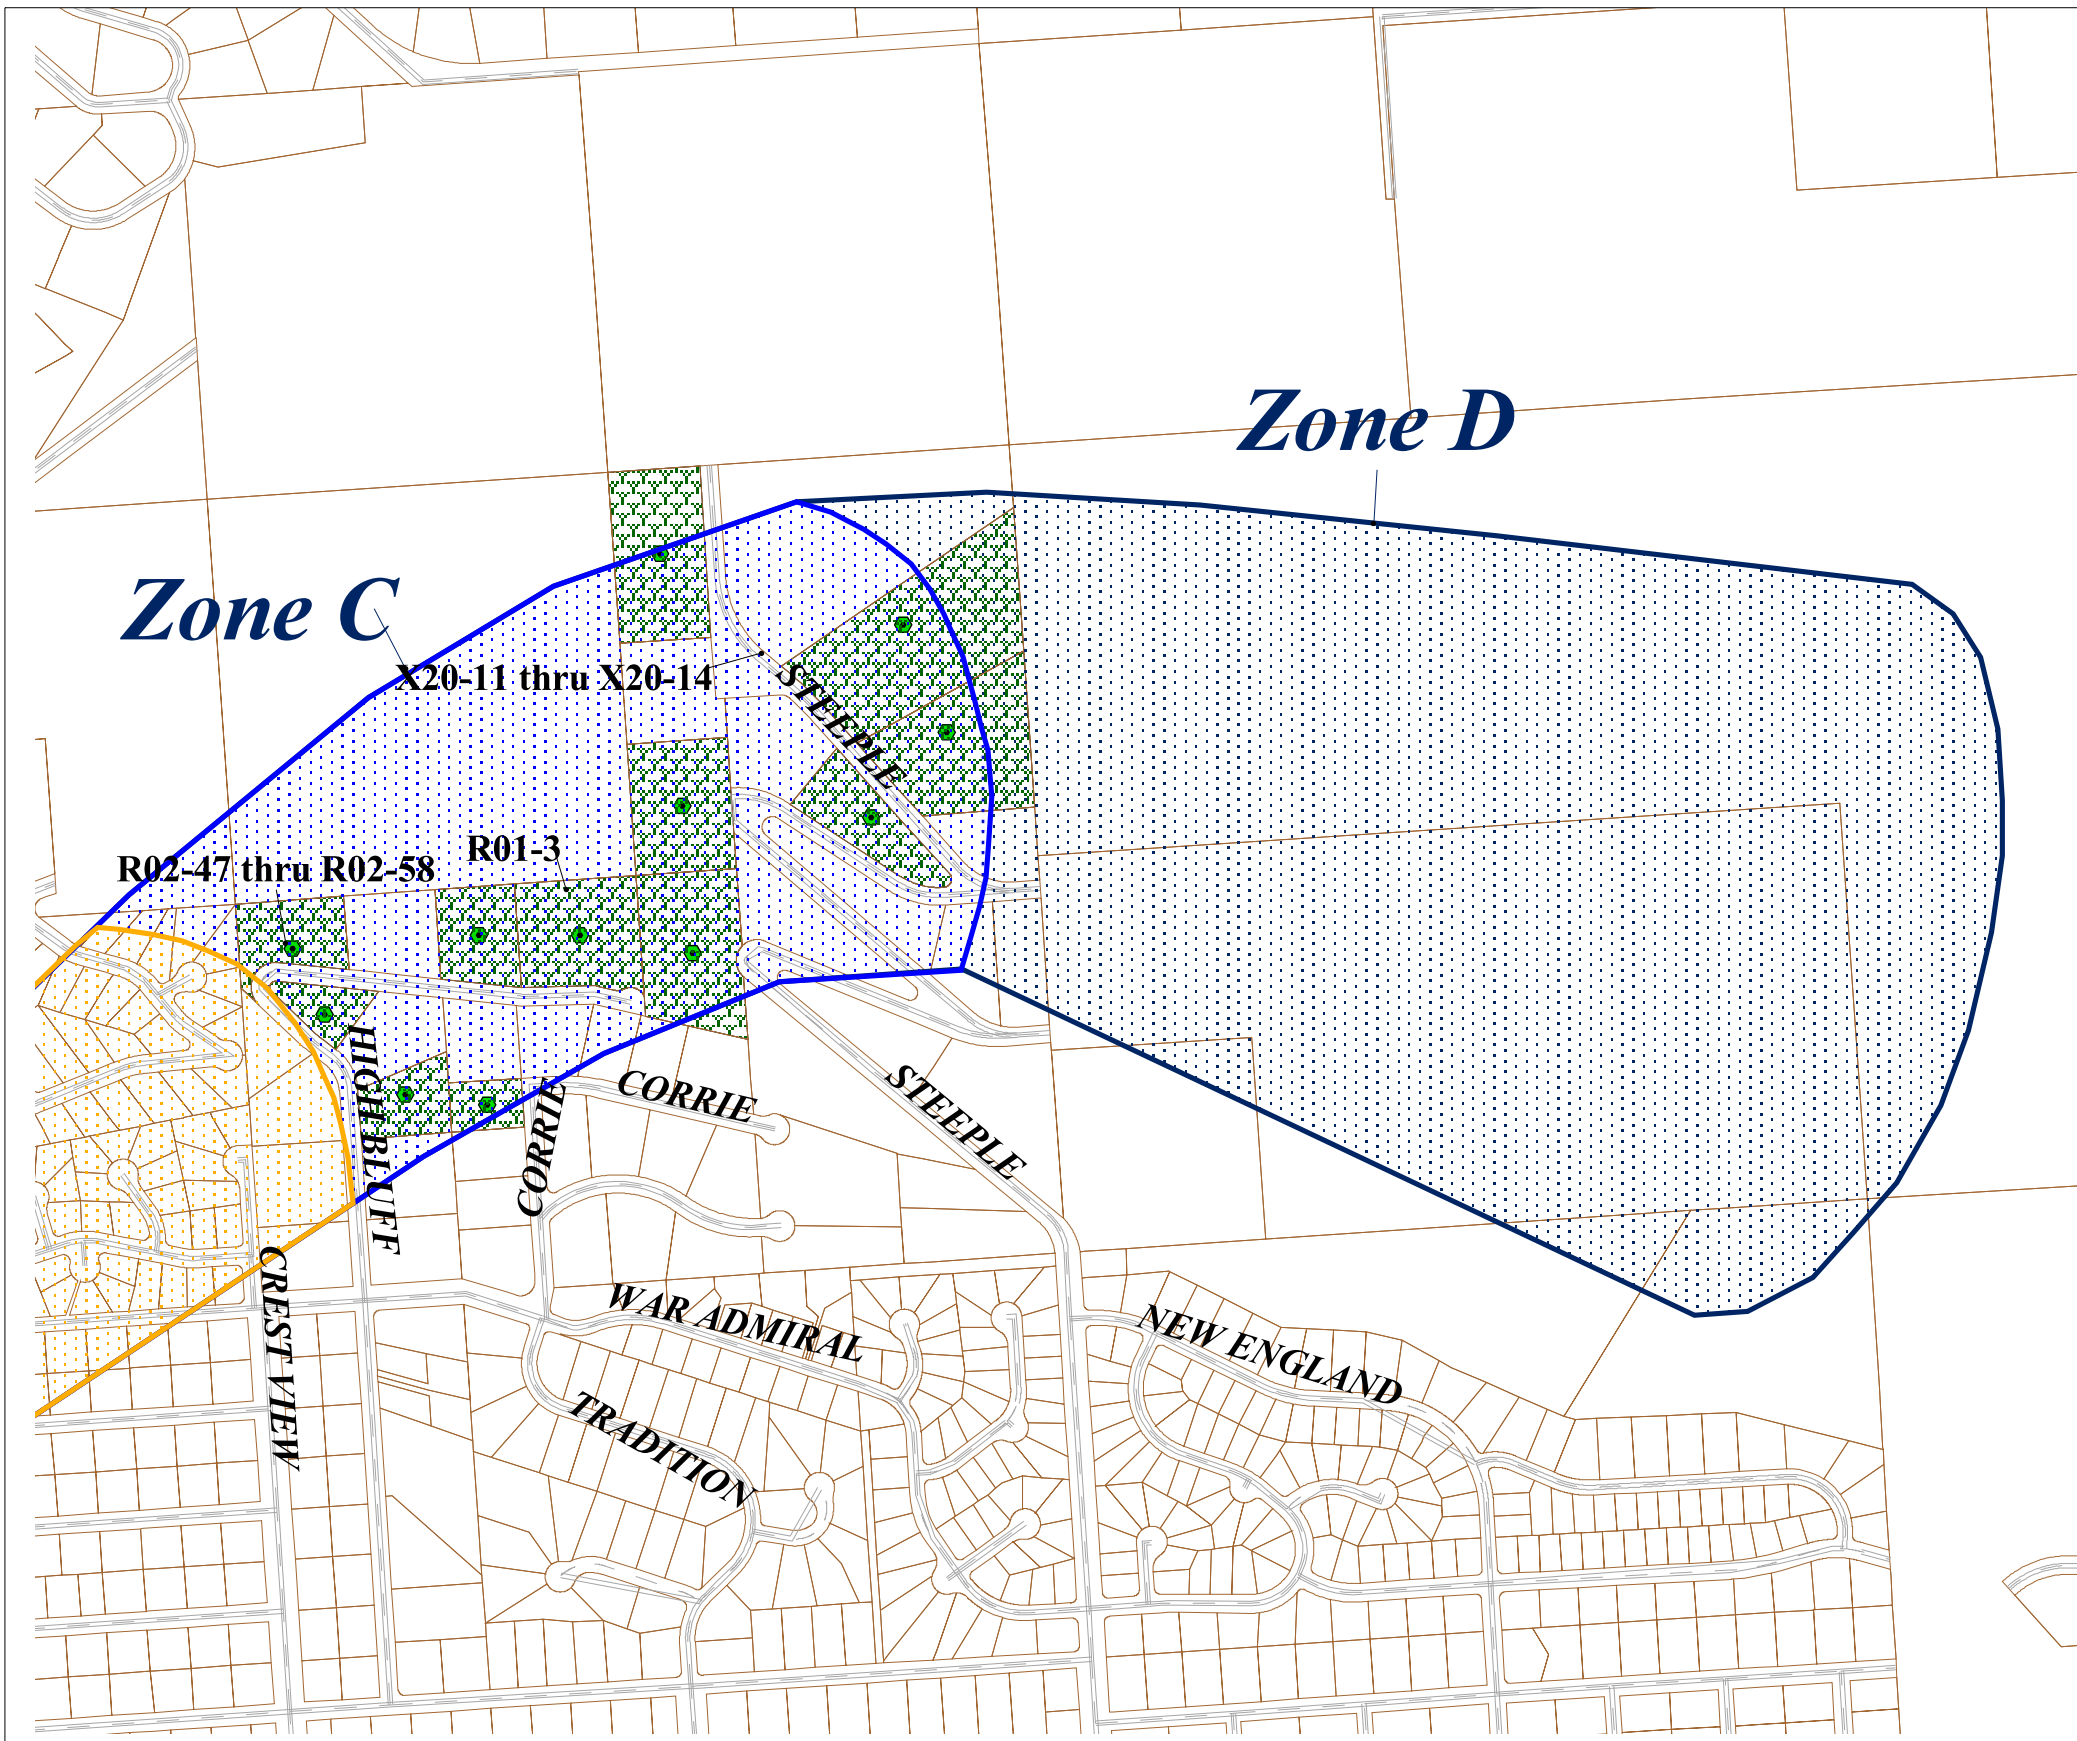 Zone D
Zone C
X20-11 thru X20-14
STEEPLE
R01-3
R02-47 thru R02-58
HIGH BLUFF
CORRIE
CORRIE
STEEPLE
CREST VIEW
WAR ADMIRAL
NEW ENGLAND
TRADITION